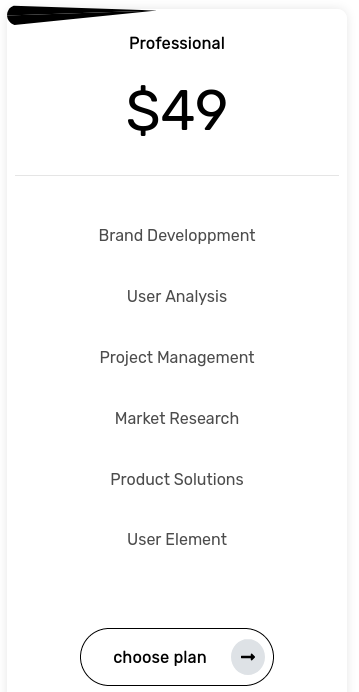 Professional
$49
Brand Developpment
User Analysis
Project Management
Market Research
Product Solutions
User Element
choose plan